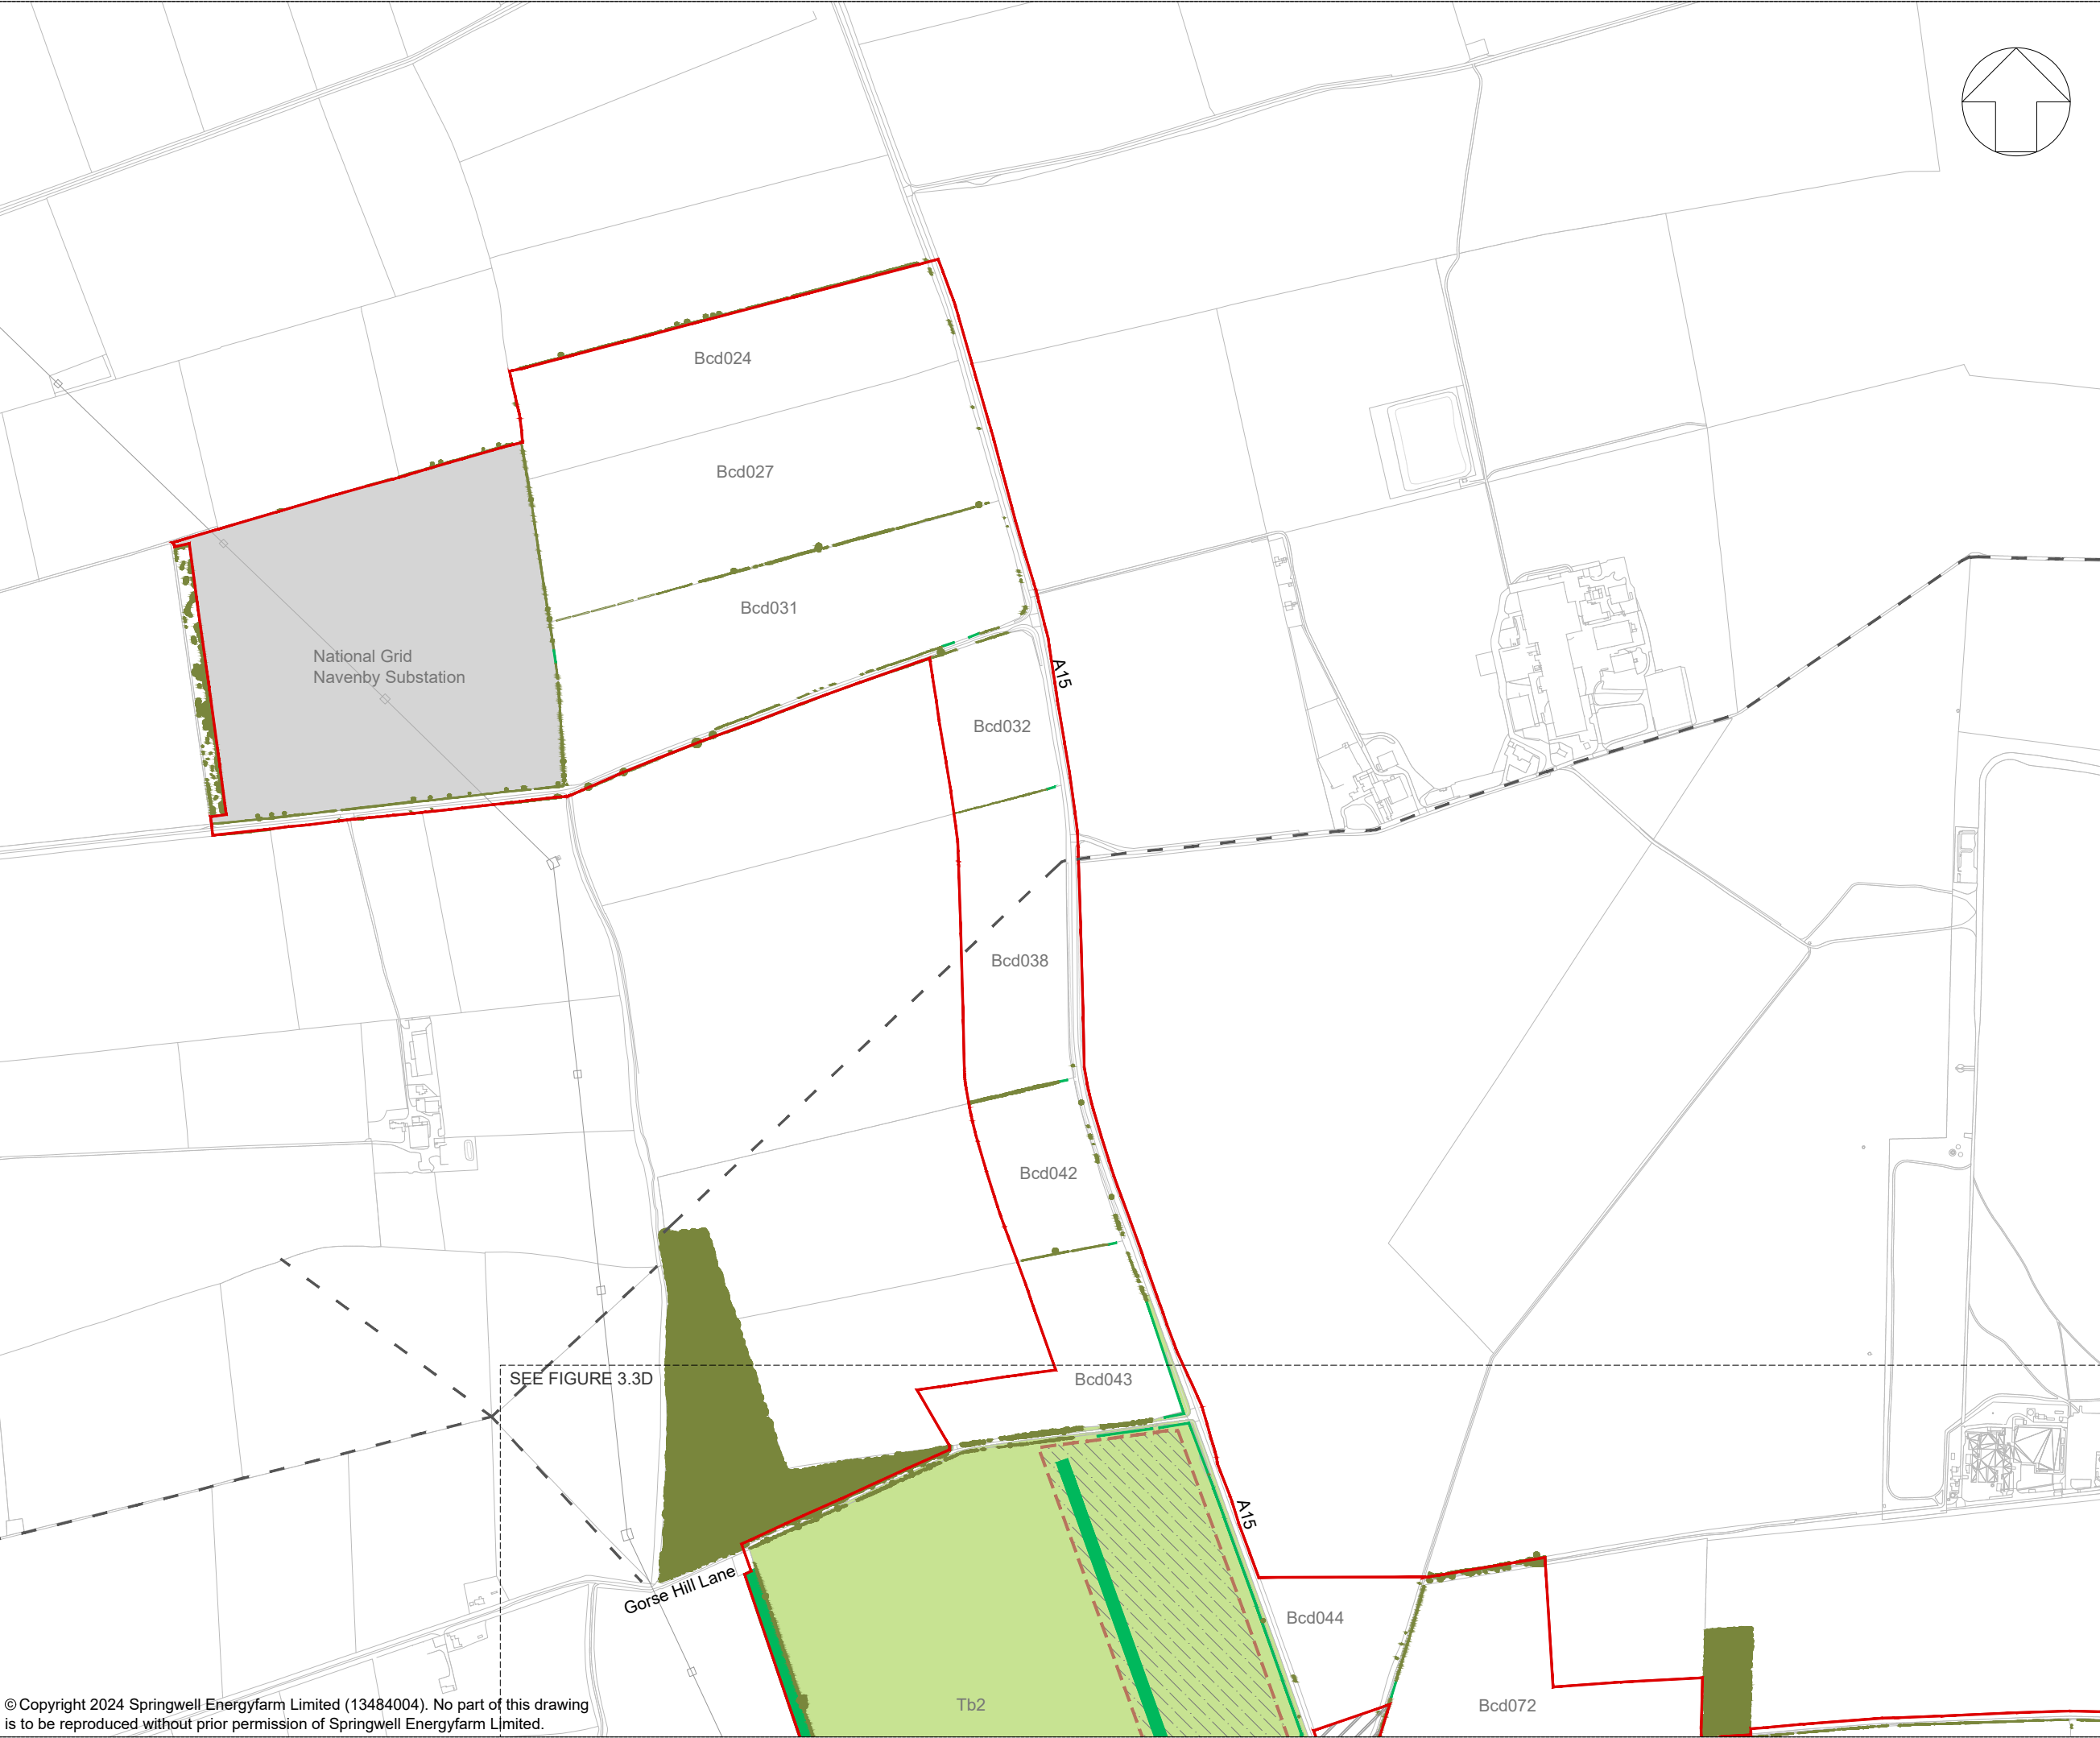 Bcd024
Bcd027
Bcd031
National Grid
Navenby Substation
A15
Bcd032
Bcd038
Bcd042
SEE FIGURE 3.3D
Bcd043
A15
Gorse Hill Lane
Bcd044
Tb2
Bcd072
© Copyright 2024 Springwell Energyfarm Limited (13484004). No part of this drawing
is to be reproduced without prior permission of Springwell Energyfarm Limited.